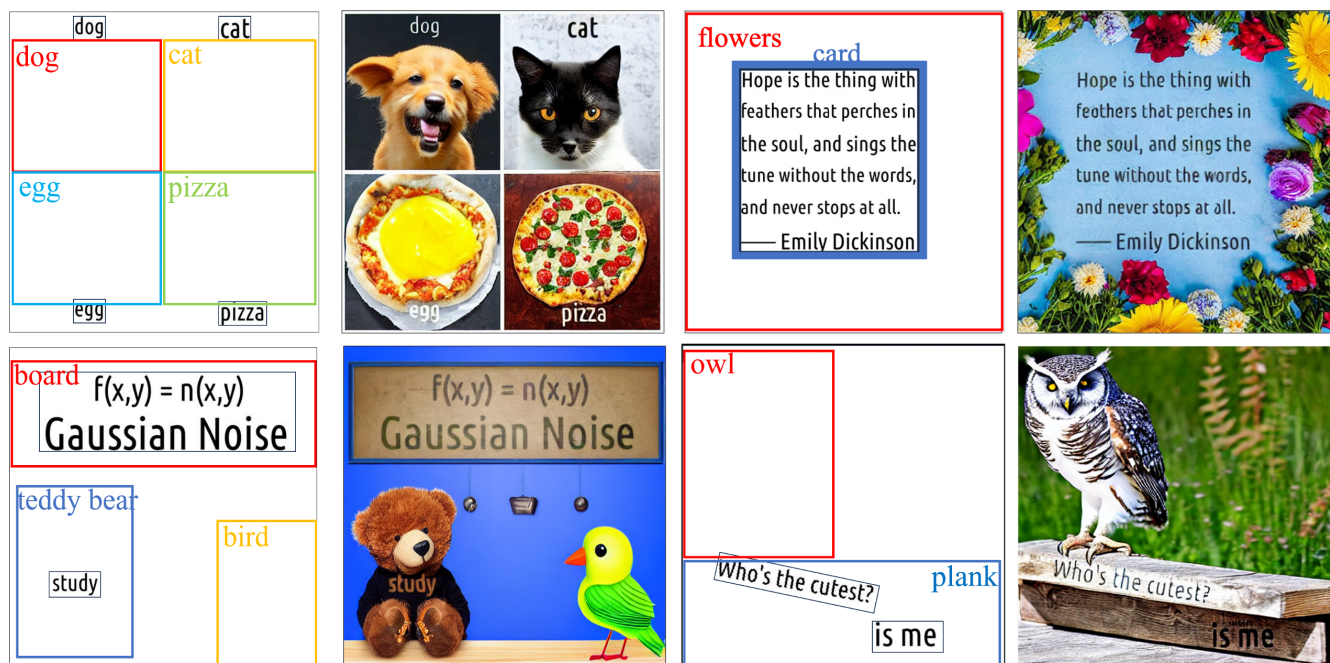 dog
cat
dog
cat
egg
pizza
egg
pizza
dog
cat
egg
pizza
flowers
card
Hope is the thing with
feathers that perches in
the soul, and sings the
tune without the words,
and never stops at all.
—— Emily Dickinson
Hope is the thing with
feathers that perches in
the soul, and sings the
tune without the words,
and never stops at all.
—— Emily Dickinson
board
f(x,y) = n(x,y)
Gaussian Noise
teddy bear
bird
study
f(x,y) = n(x,y)
Gaussian Noise
study
owl
Who's the cutest?
plank
is me
Who's the cutest?
is me